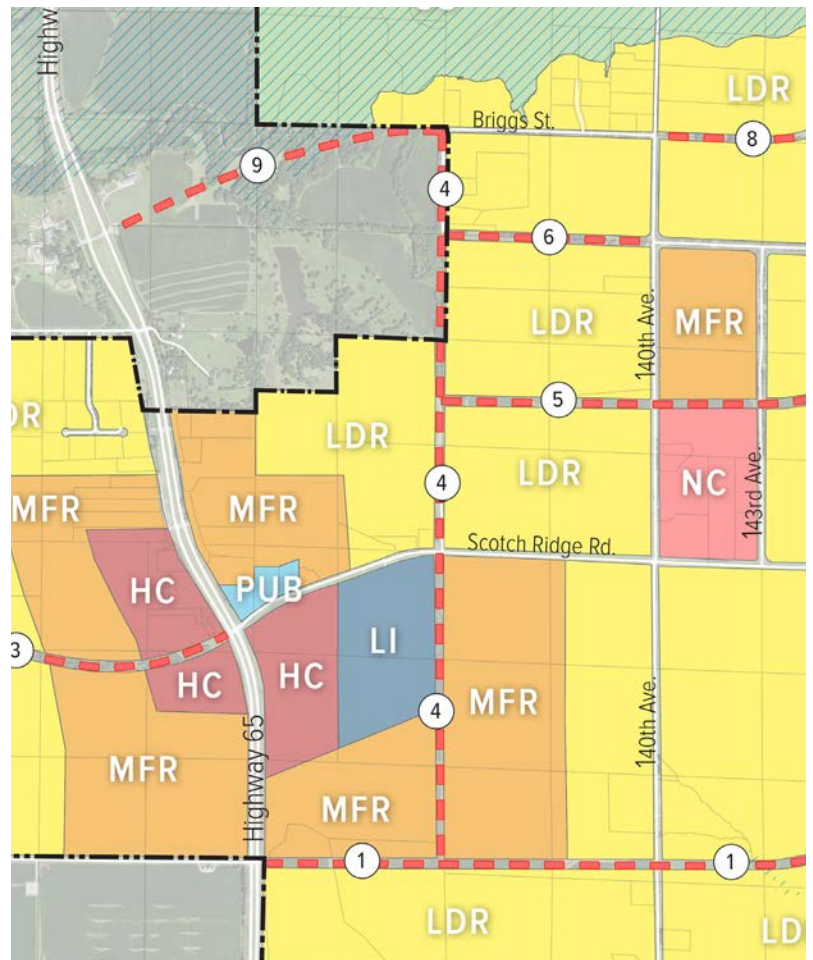 Highw
LDR
Briggs St.
8
9
4
6
140th Ave.
LDR
MFR
5
DR
LDR
4
LDR
NC
143rd Ave.
MFR
MFR
Scotch Ridge Rd.
HC
PUB
LI
3
HC
HC
4
MFR
140th Ave.
MFR
Highway 65
MFR
1
1
LDR
LD